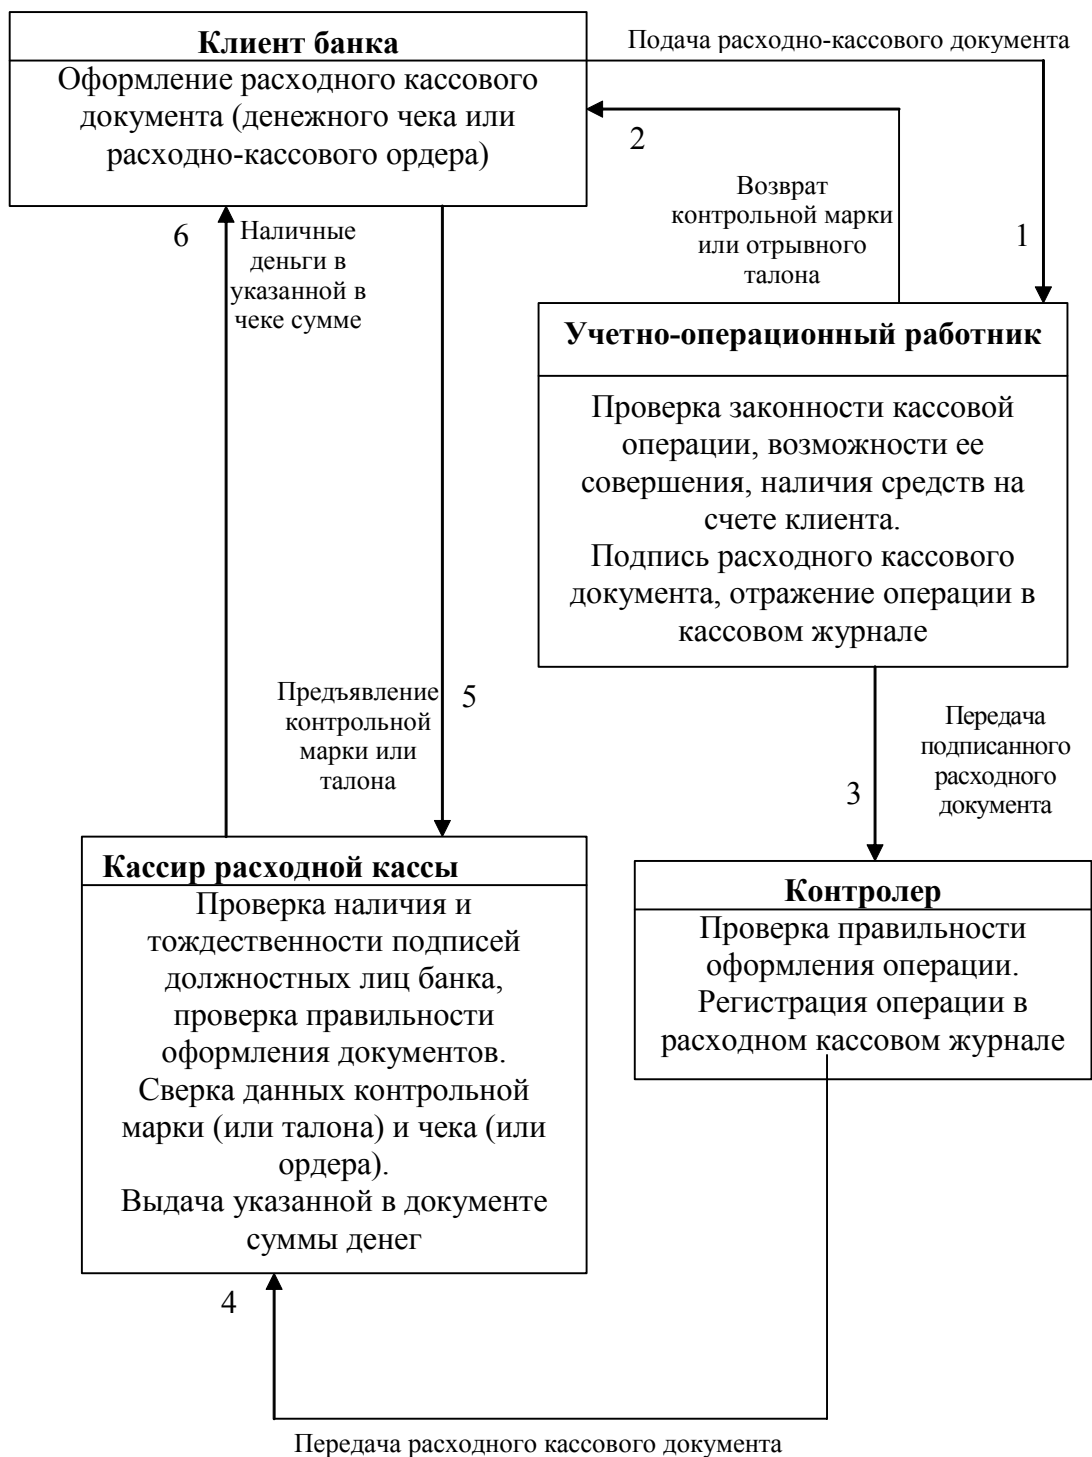 Клиент банка
Оформление расходного кассового
документа (денежного чека или
расходно-кассового ордера)
Подача расходно-кассового документа
2
Возврат
контрольной марки
или отрывного
талона
1
6
Наличные
деньги в
указанной в
чеке сумме
Учетно-операционный работник
Проверка законности кассовой
операции, возможности ее
совершения, наличия средств на
счете клиента.
Подпись расходного кассового
документа, отражение операции в
кассовом журнале
Предъявление
контрольной
марки или
талона
5
Передача
подписанного
расходного
документа
3
Кассир расходной кассы
Проверка наличия и
тождественности подписей
должностных лиц банка,
проверка правильности
оформления документов.
Сверка данных контрольной
марки (или талона) и чека (или
ордера).
Выдача указанной в документе
суммы денег
Контролер
Проверка правильности
оформления операции.
Регистрация операции в
расходном кассовом журнале
4
Передача расходного кассового документа